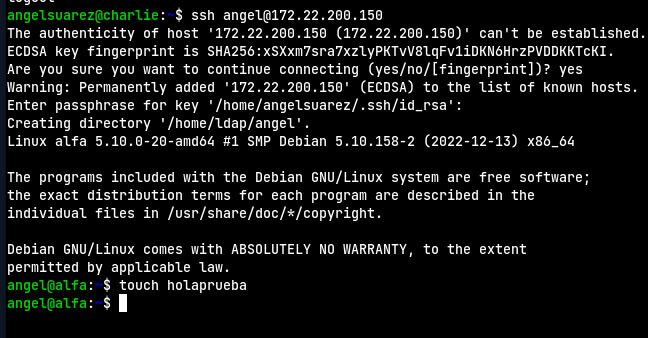 logout
angelsuarez@charlie:~$ ssh angel@172.22.200.150
The authenticity of host '172.22.200.150 (172.22.200.150)' can't be established.
ECDSA key fingerprint is SHA256:xSXxm7sra7xzlyPKTvV8lqFv1iDKN6HrzPVDDKKTcKI.
Are you sure you want to continue connecting (yes/no/[fingerprint])? yes
Warning: Permanently added '172.22.200.150' (ECDSA) to the list of known hosts.
Enter passphrase for key '/home/angelsuarez/.ssh/id_rsa':
Creating directory '/home/ldap/angel'.
Linux alfa 5.10.0-20-amd64 #1 SMP Debian 5.10.158-2 (2022-12-13) x86_64
The programs included with the Debian GNU/Linux system are free software;
the exact distribution terms for each program are described in the
individual files in /usr/share/doc/*/copyright.
Debian GNU/Linux comes with ABSOLUTELY NO WARRANTY, to the extent
permitted by applicable law.
angel@alfa:~$ touch holaprueba
angel@alfa:~$